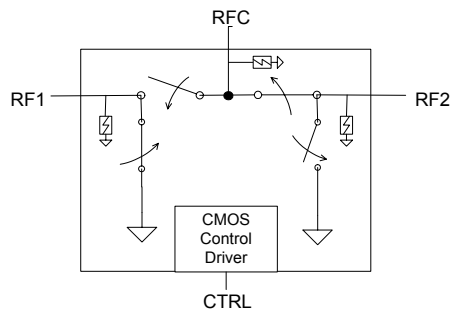 RFC
RF1
RF2
CMOS
Control
Driver
CTRL